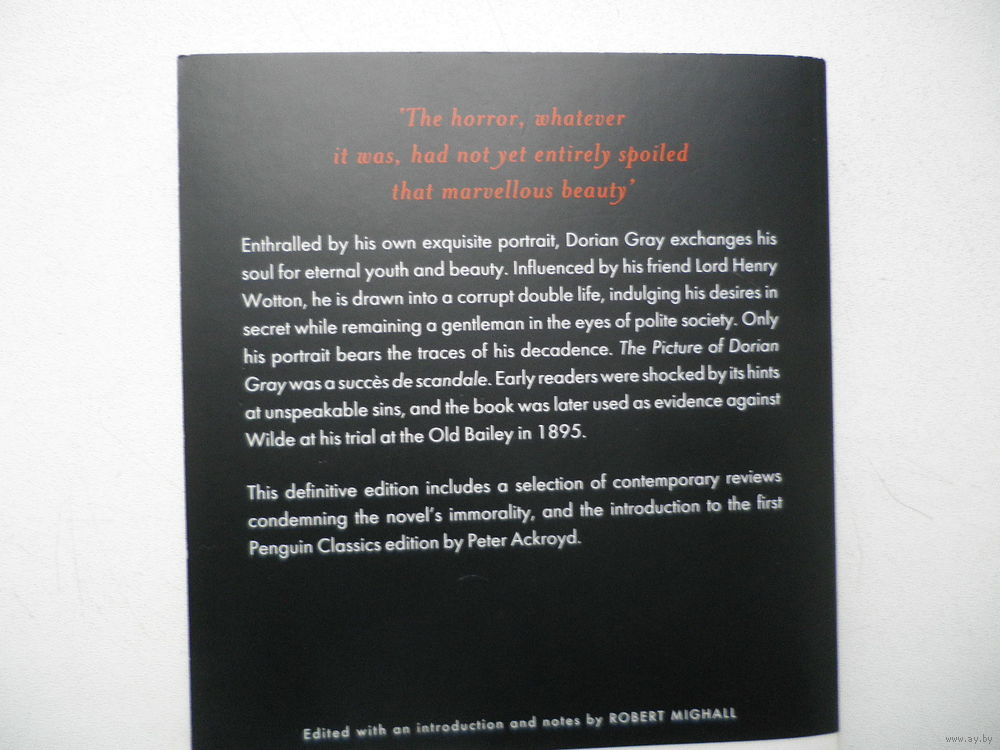 'The horror, whatever
it was, had not yet entirely spoiled
that marvellous beauty'
Enthralled by his own exquisite portrait, Dorian Gray exchanges his
soul for eternal youth and beauty. Influenced by his friend Lord Henry
Wotton, he is drawn into a corrupt double life, indulging his desires in
secret while remaining a gentleman in the eyes of polite society. Only
his portrait bears the traces of his decadence. The Picture of Dorian
Gray was a succès de scandale. Early readers were shocked by its hints
at unspeakable sins, and the book was later used as evidence against
Wilde at his trial at the Old Bailey in 1895.
This definitive edition includes a selection of contemporary reviews
condemning the novel's immorality, and the introduction to the first
Penguin Classics edition by Peter Ackroyd.
Edited with an introduction and notes by ROBERT MIGHALL
www.ay.by